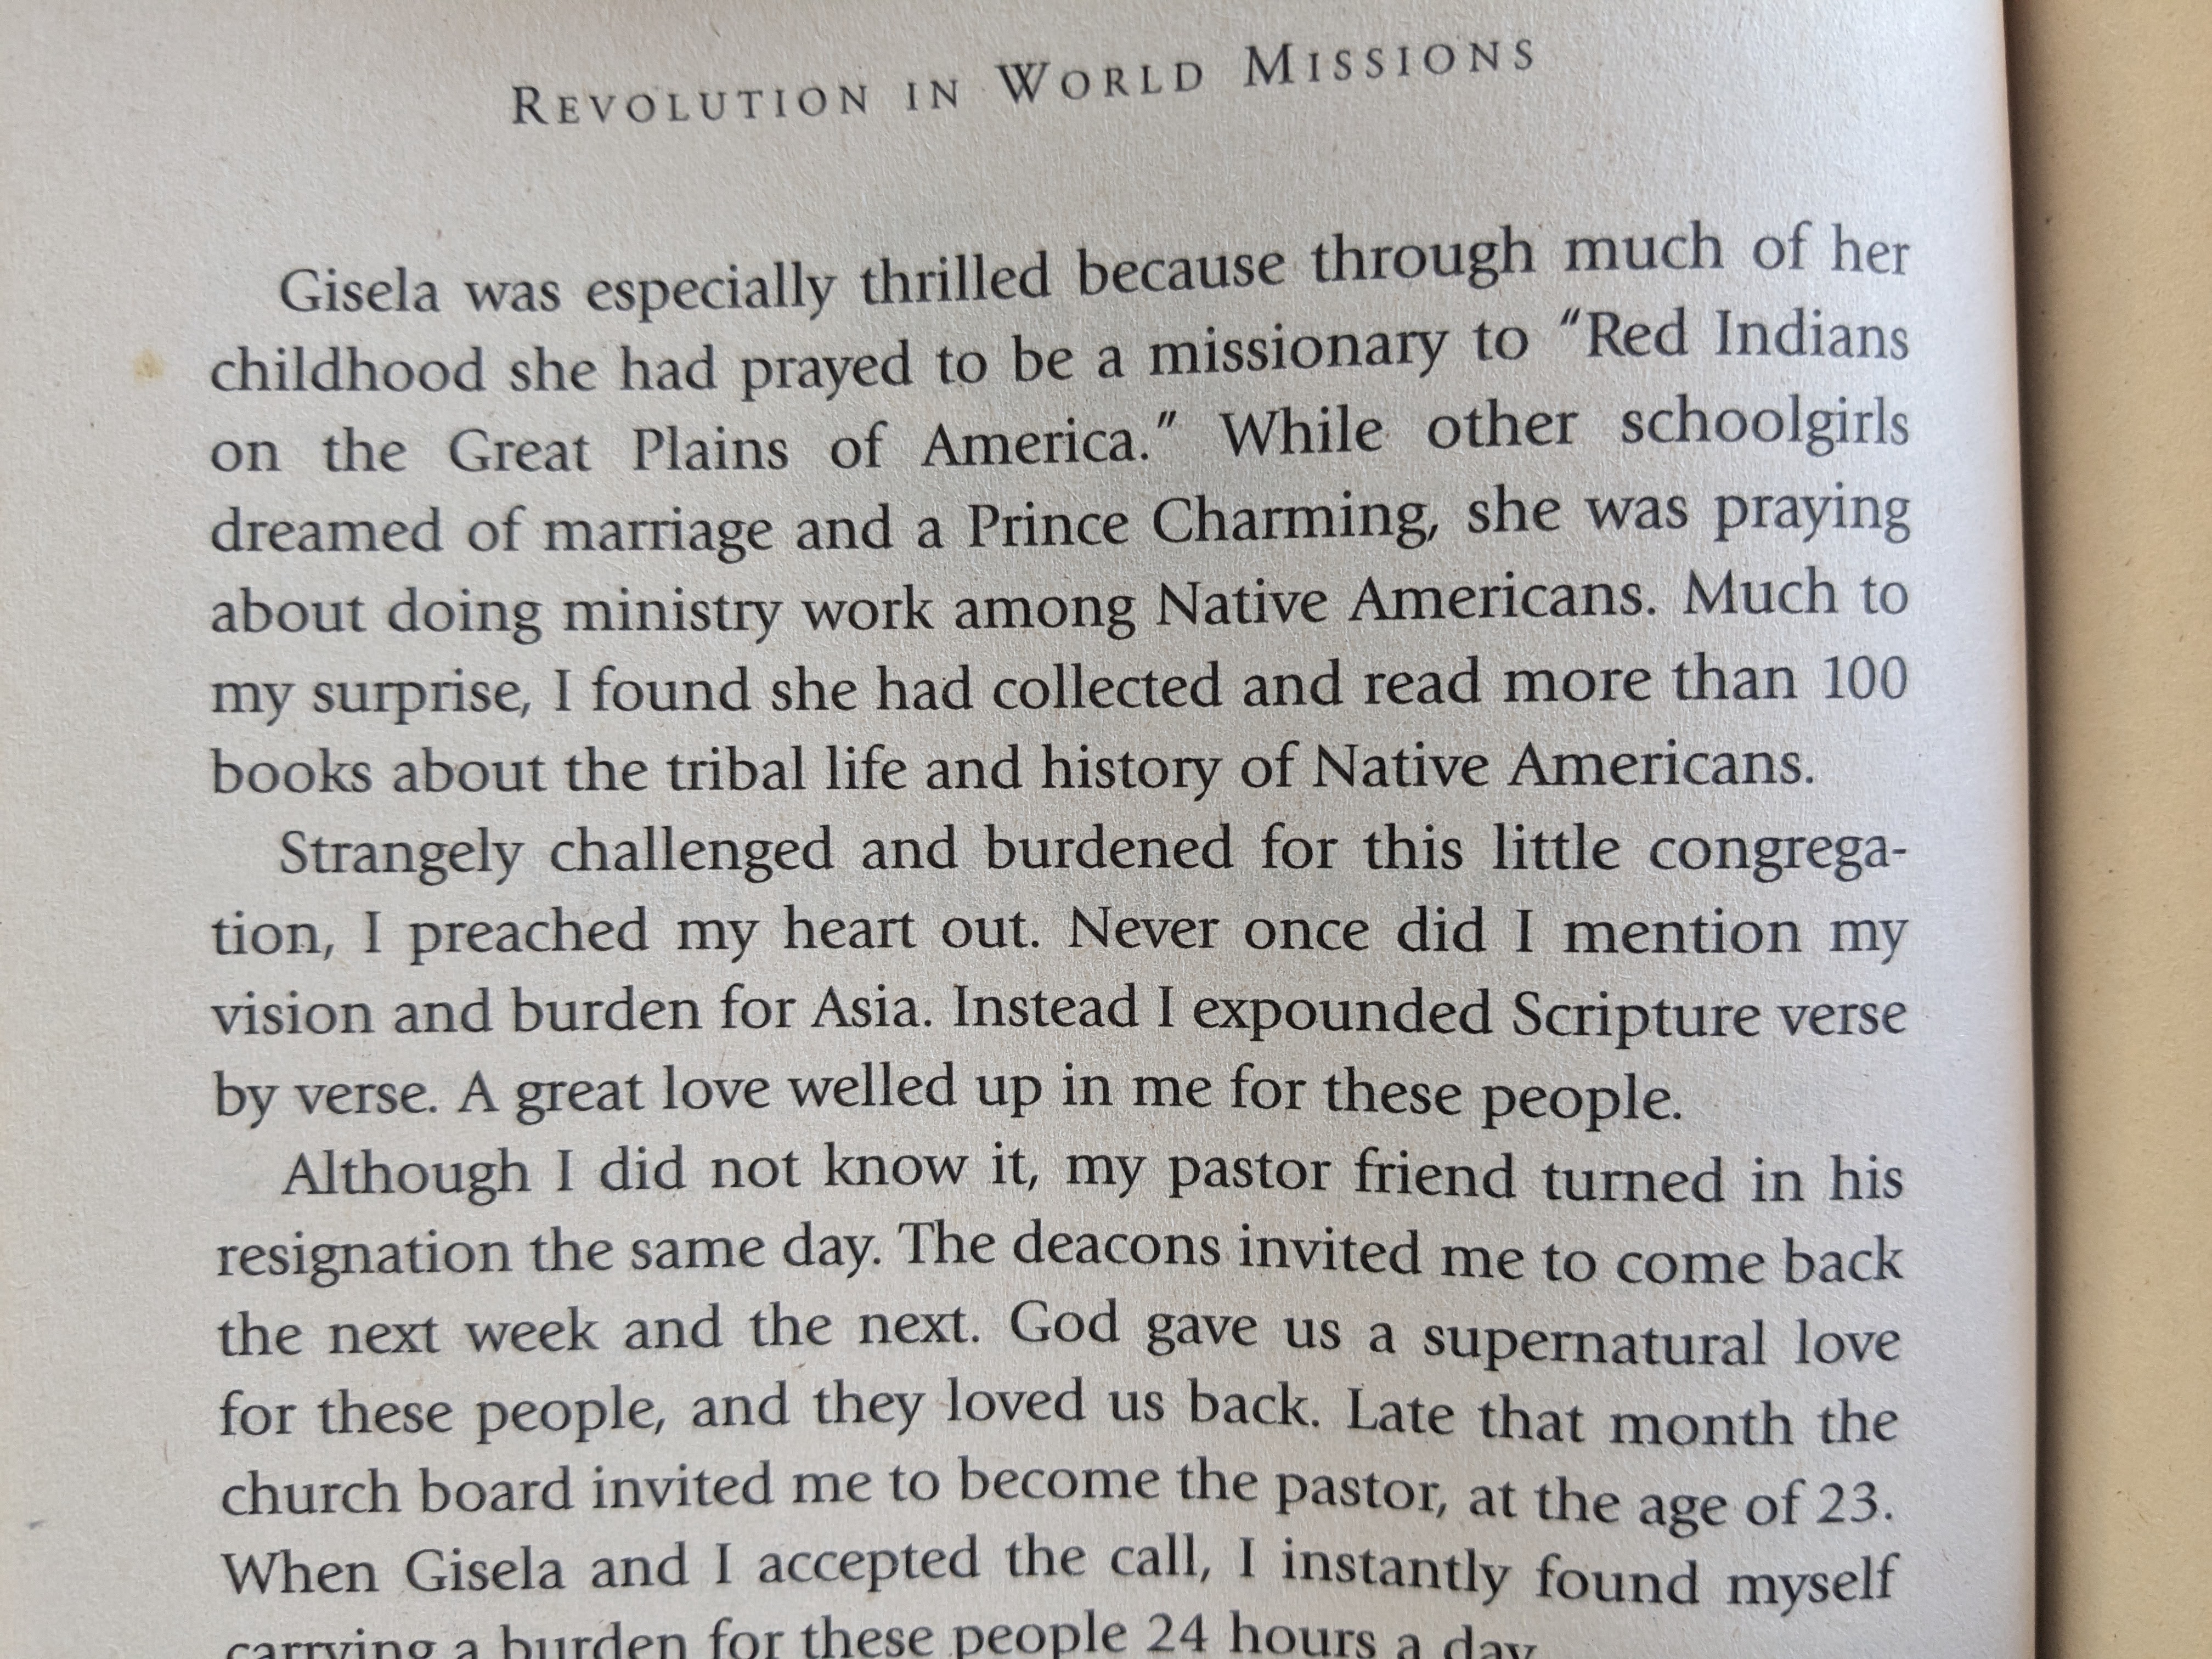 REVOLUTION IN WORLD MISSIONS
Gisela was especially thrilled because through much of her
childhood she had prayed to be a missionary to "Red Indians
on the Great Plains of America." While other schoolgirls
dreamed of marriage and a Prince Charming, she was praying
about doing ministry work among Native Americans. Much to
my surprise, I found she had collected and read more than 100
books about the tribal life and history of Native Americans.
Strangely challenged and burdened for this little congrega-
tion, I preached my heart out. Never once did I mention my
vision and burden for Asia. Instead I expounded Scripture verse
by verse. A great love welled up in me for these people.
Although I did not know it, my pastor friend turned in his
resignation the same day. The deacons invited me to come back
the next week and the next. God gave us a supernatural love
for these people, and they loved us back. Late that month the
church board invited me to become the pastor, at the age of 23.
When Gisela and I accepted the call, I instantly found myself
carrying a burden for these people 24 hours a day.